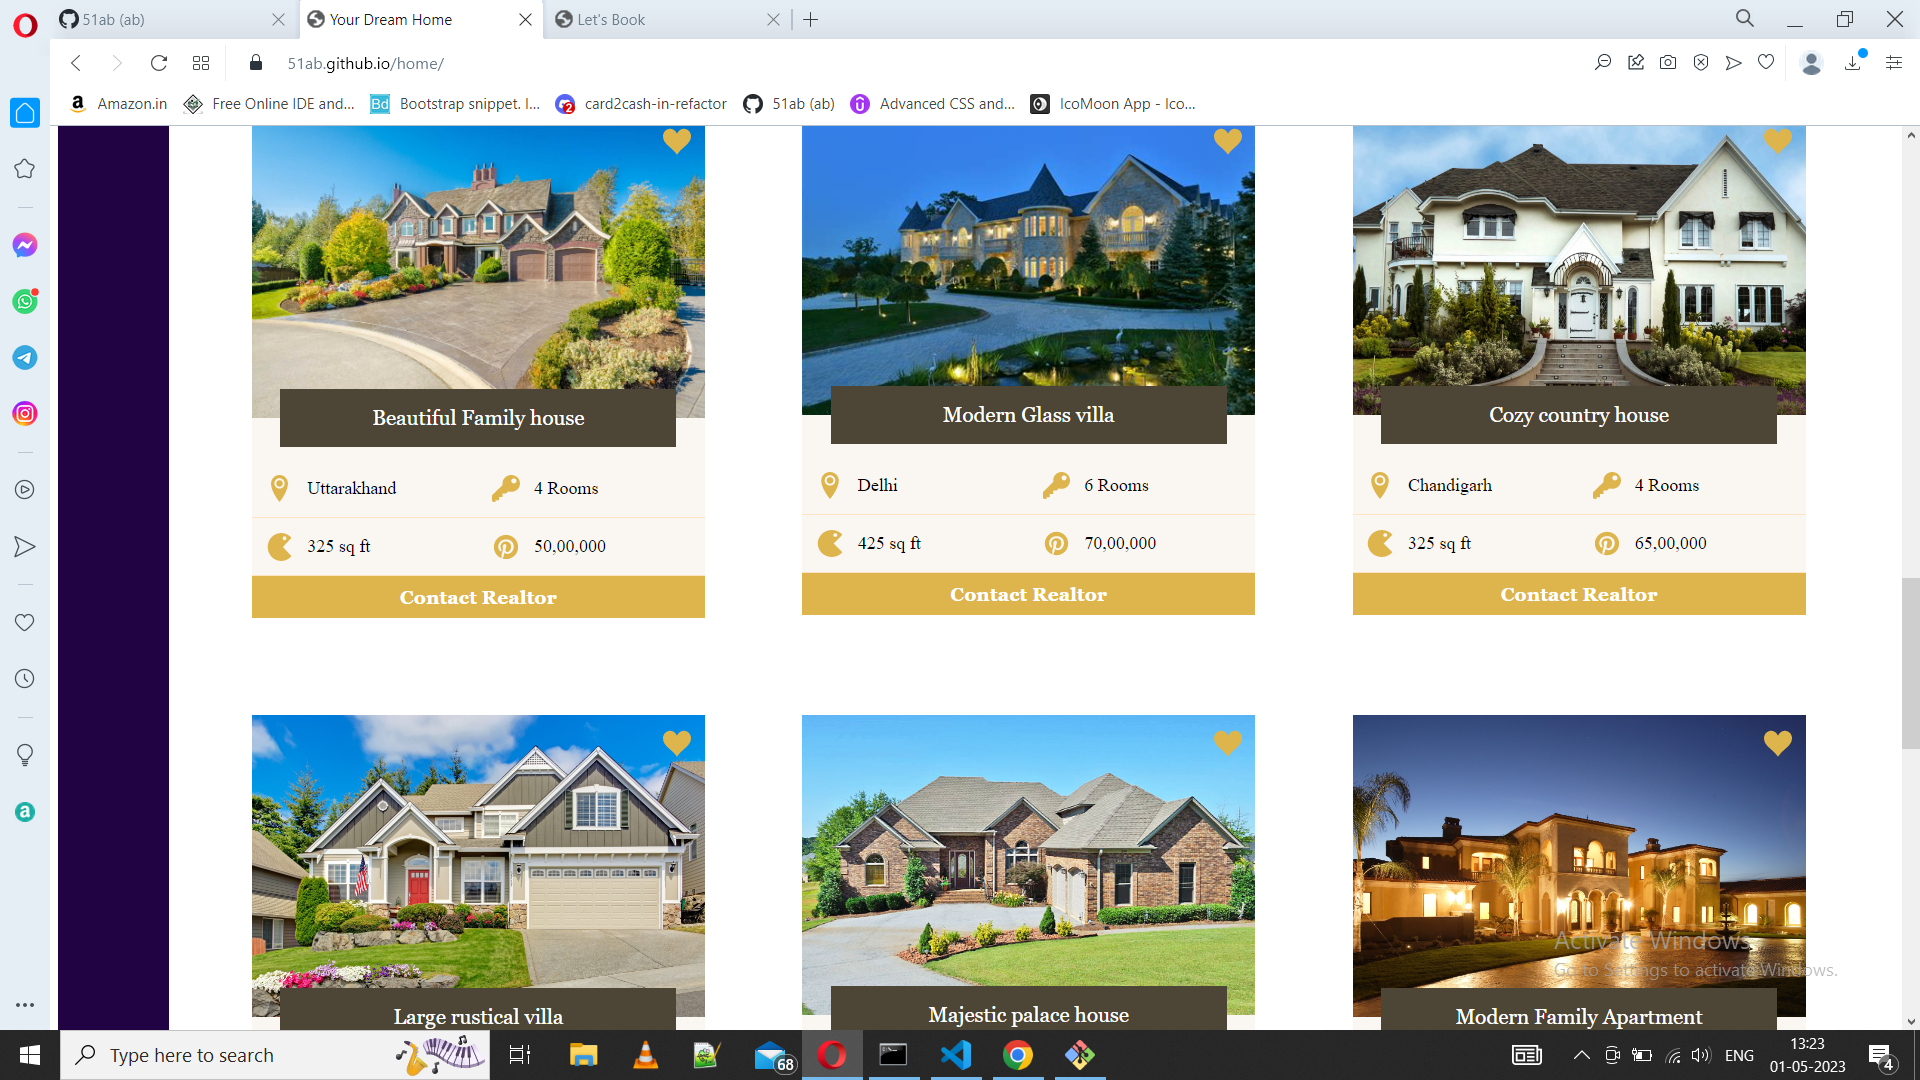 51ab (ab)
Your Dream Home
Let's Book
51ab.github.io/home/
Amazon.in
Free Online IDE and...
Bootstrap snippet. I...
card2cash-in-refactor
51ab (ab)
Advanced CSS and...
IcoMoon App - Ico...
Beautiful Family house
Modern Glass villa
Cozy country house
Uttarakhand
4 Rooms
Delhi
6 Rooms
Chandigarh
4 Rooms
325 sq ft
50,00,000
425 sq ft
70,00,000
325 sq ft
65,00,000
Contact Realtor
Contact Realtor
Contact Realtor
Large rustical villa
Majestic palace house
Modern Family Apartment
Activate Windows
Go to Settings to activate Windows.
Type here to search
68
ENG
13:23
01-05-2023
4